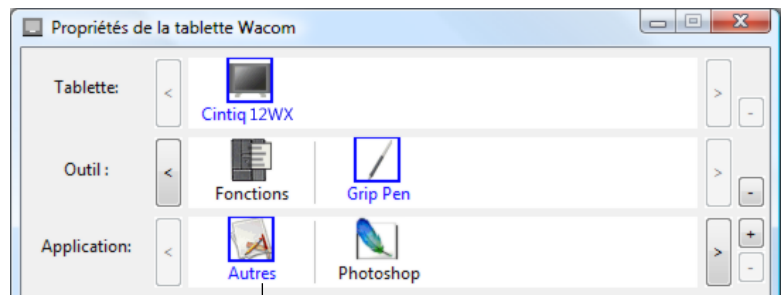 Propriétés de la tablette Wacom
Tablette:
< >
-
Cintiq 12WX
Outil :
< >
-
Fonctions Grip Pen
Application:
< >
+
-
Autres Photoshop